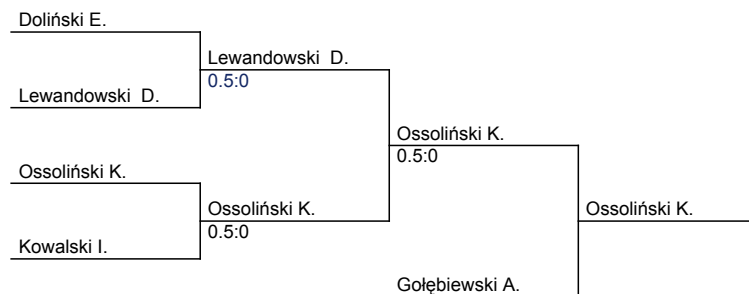 Doliński E.
Lewandowski D.
0.5:0
Lewandowski D.
Ossoliński K.
0.5:0
Ossoliński K.
Ossoliński K.
Ossoliński K.
0.5:0
Kowalski I.
Gołębiewski A.